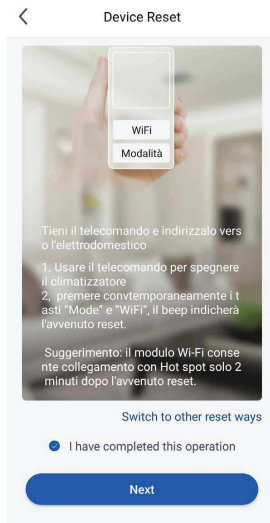 Device Reset
WiFi
Modalità
Tieni il telecomando e indirizzalo vers
o l'elettrodomestico
1. Usare il telecomando per spegnere
il climatizzatore
2, premere convtemporaneamente i t
asti "Mode" e "WiFi", il beep indicherà
l'avvenuto reset.
Suggerimento: il modulo Wi-Fi conse
nte collegamento con Hot spot solo 2
minuti dopo l'avvenuto reset.
Switch to other reset ways
I have completed this operation
Next